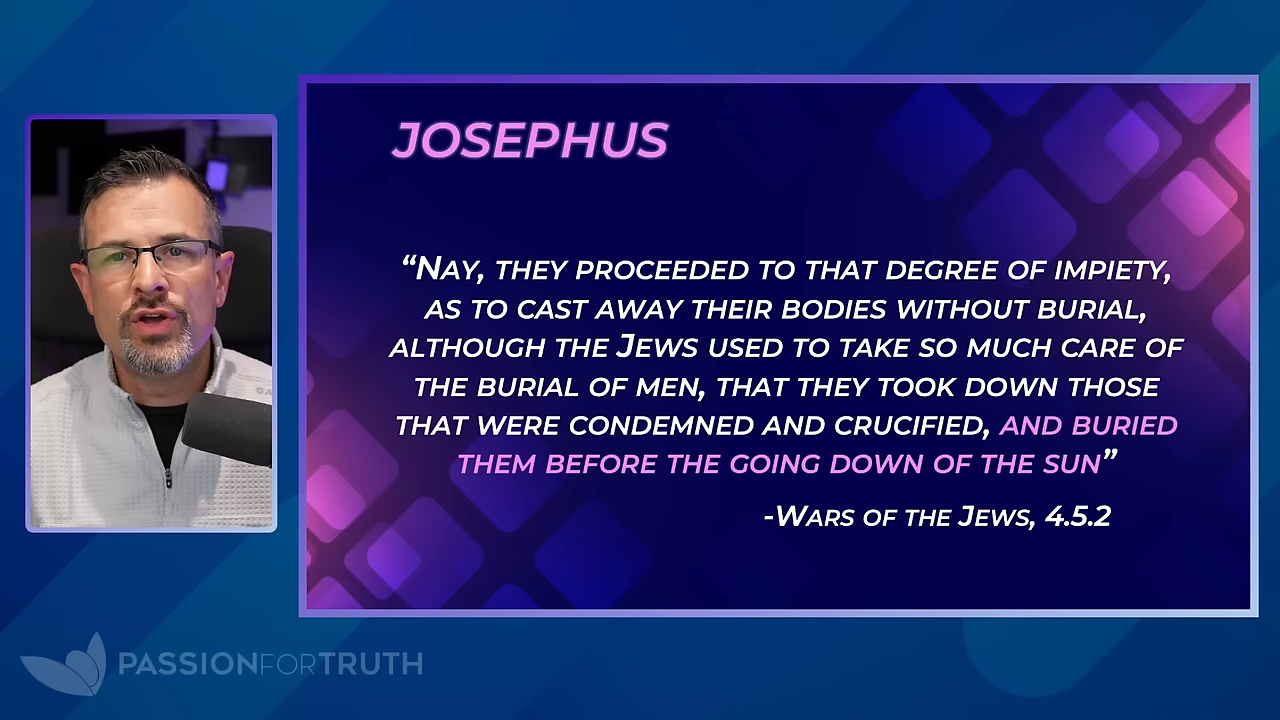 JOSEPHUS
“NAY, THEY PROCEEDED TO THAT DEGREE OF IMPIETY,
AS TO CAST AWAY THEIR BODIES WITHOUT BURIAL,
ALTHOUGH THE JEWS USED TO TAKE SO MUCH CARE OF
THE BURIAL OF MEN, THAT THEY TOOK DOWN THOSE
THAT WERE CONDEMNED AND CRUCIFIED, AND BURIED
THEM BEFORE THE GOING DOWN OF THE SUN”
-WARS OF THE JEWS, 4.5.2
PASSIONFORTRUTH